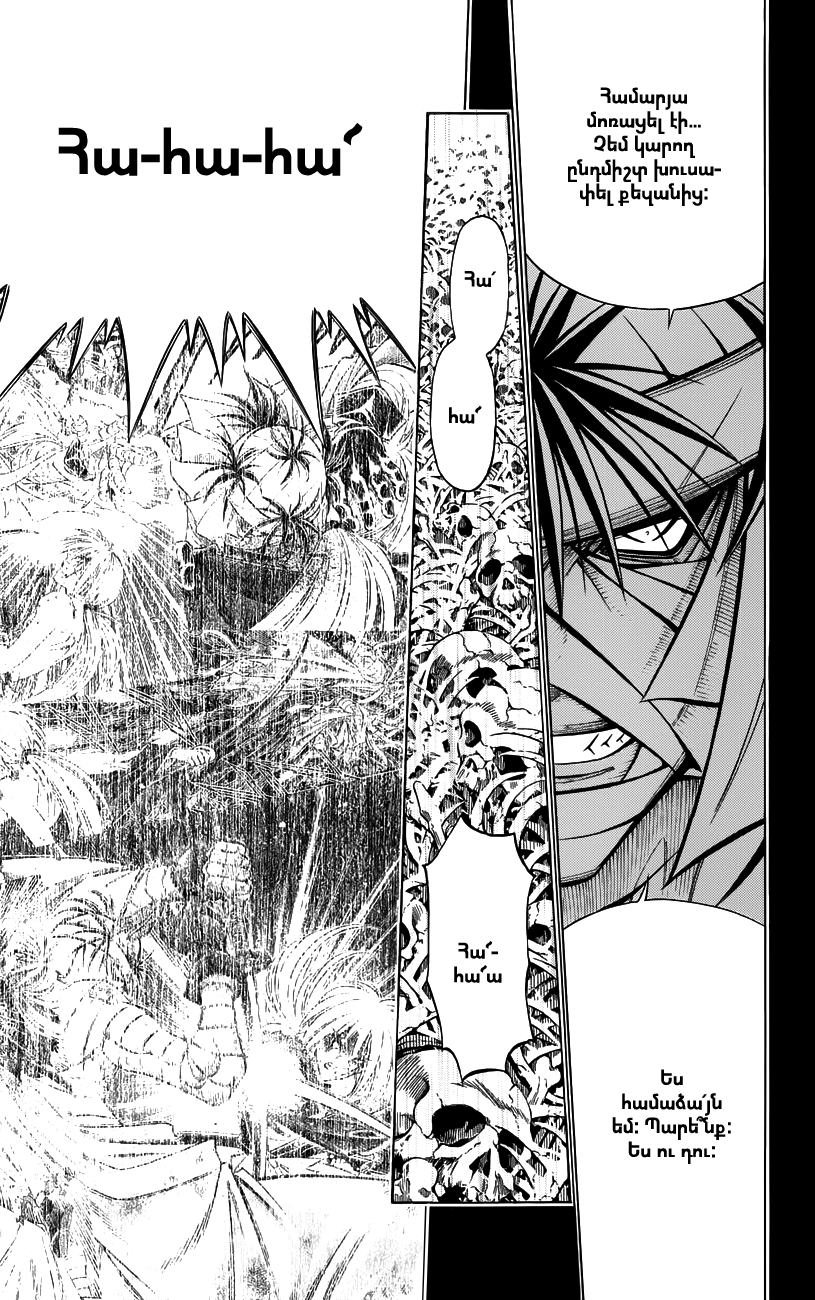 Համարյա
մոռացել էի...
Չեմ կարող
ընդմիշտ խուսա-
փել քեզանից:
Հա՛
հա՜
Հա՜-
հա՜ա
Ես
համաձա՛յն
եմ: Պարե՞նք:
Ես ու դու:
Հա-հա-հա՜